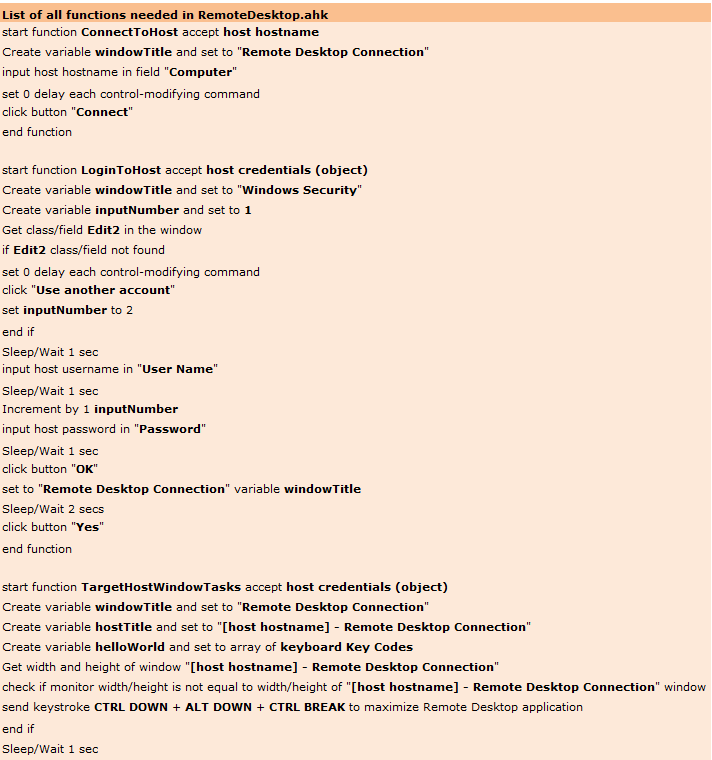 List of all functions needed in RemoteDesktop.ahk
start function ConnectToHost accept host hostname
Create variable windowTitle and set to "Remote Desktop Connection"
input host hostname in field "Computer"
set 0 delay each control-modifying command
click button "Connect"
end function
start function LoginToHost accept host credentials (object)
Create variable windowTitle and set to "Windows Security"
Create variable inputNumber and set to 1
Get class/field Edit2 in the window
if Edit2 class/field not found
set 0 delay each control-modifying command
click "Use another account"
set inputNumber to 2
end if
Sleep/Wait 1 sec
input host username in "User Name"
Sleep/Wait 1 sec
Increment by 1 inputNumber
input host password in "Password"
Sleep/Wait 1 sec
click button "OK"
set to "Remote Desktop Connection" variable windowTitle
Sleep/Wait 2 secs
click button "Yes"
end function
start function TargetHostWindowTasks accept host credentials (object)
Create variable windowTitle and set to "Remote Desktop Connection"
Create variable hostTitle and set to "[host hostname] - Remote Desktop Connection"
Create variable helloWorld and set to array of keyboard Key Codes
Get width and height of window "[host hostname] - Remote Desktop Connection"
check if monitor width/height is not equal to width/height of "[host hostname] - Remote Desktop Connection" window
send keystroke CTRL DOWN + ALT DOWN + CTRL BREAK to maximize Remote Desktop application
end if
Sleep/Wait 1 sec